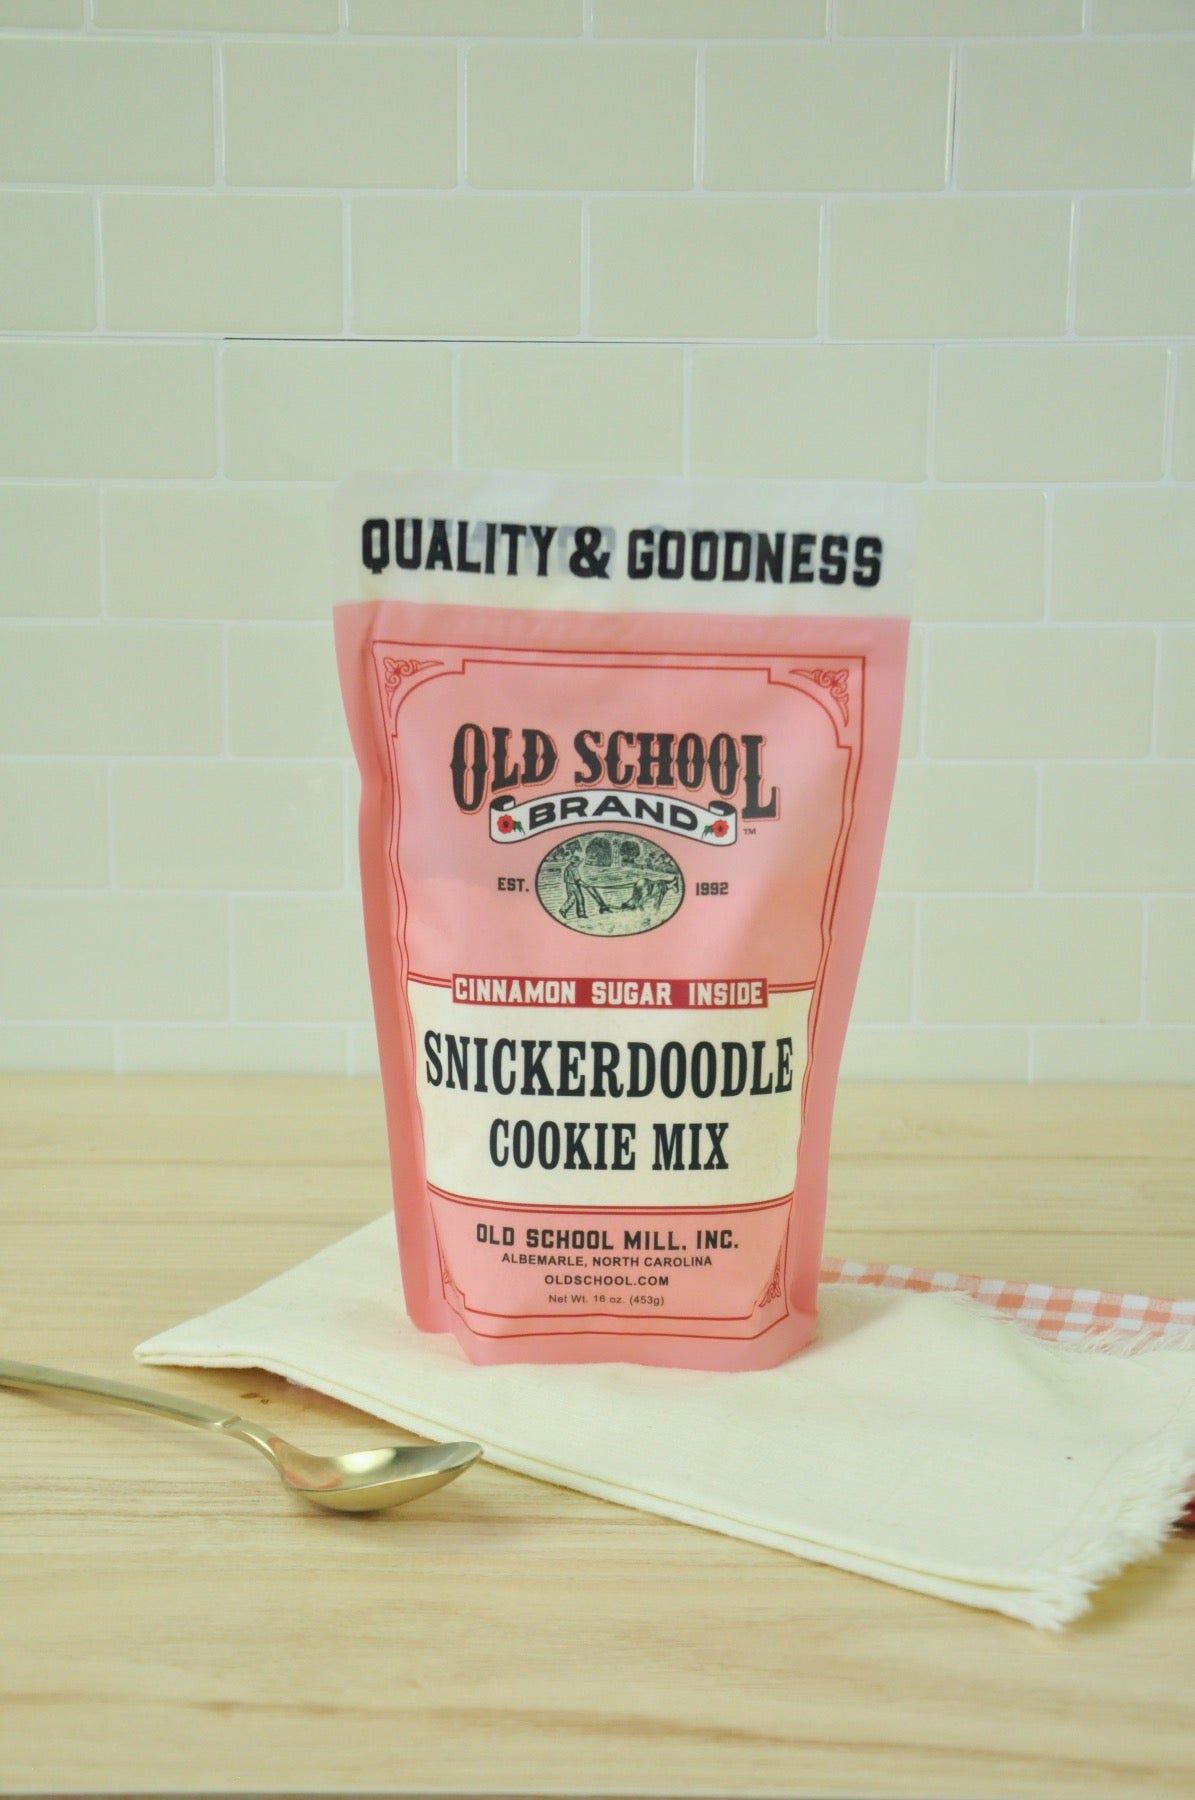 QUALITY & GOODNESS
OLD SCHOOL
BRAND
™
EST. 1992
CINNAMON SUGAR INSIDE
SNICKERDOODLE
COOKIE MIX
OLD SCHOOL MILL, INC.
ALBEMARLE, NORTH CAROLINA
OLDSCHOOL.COM
Net Wt. 16 oz. (453g)